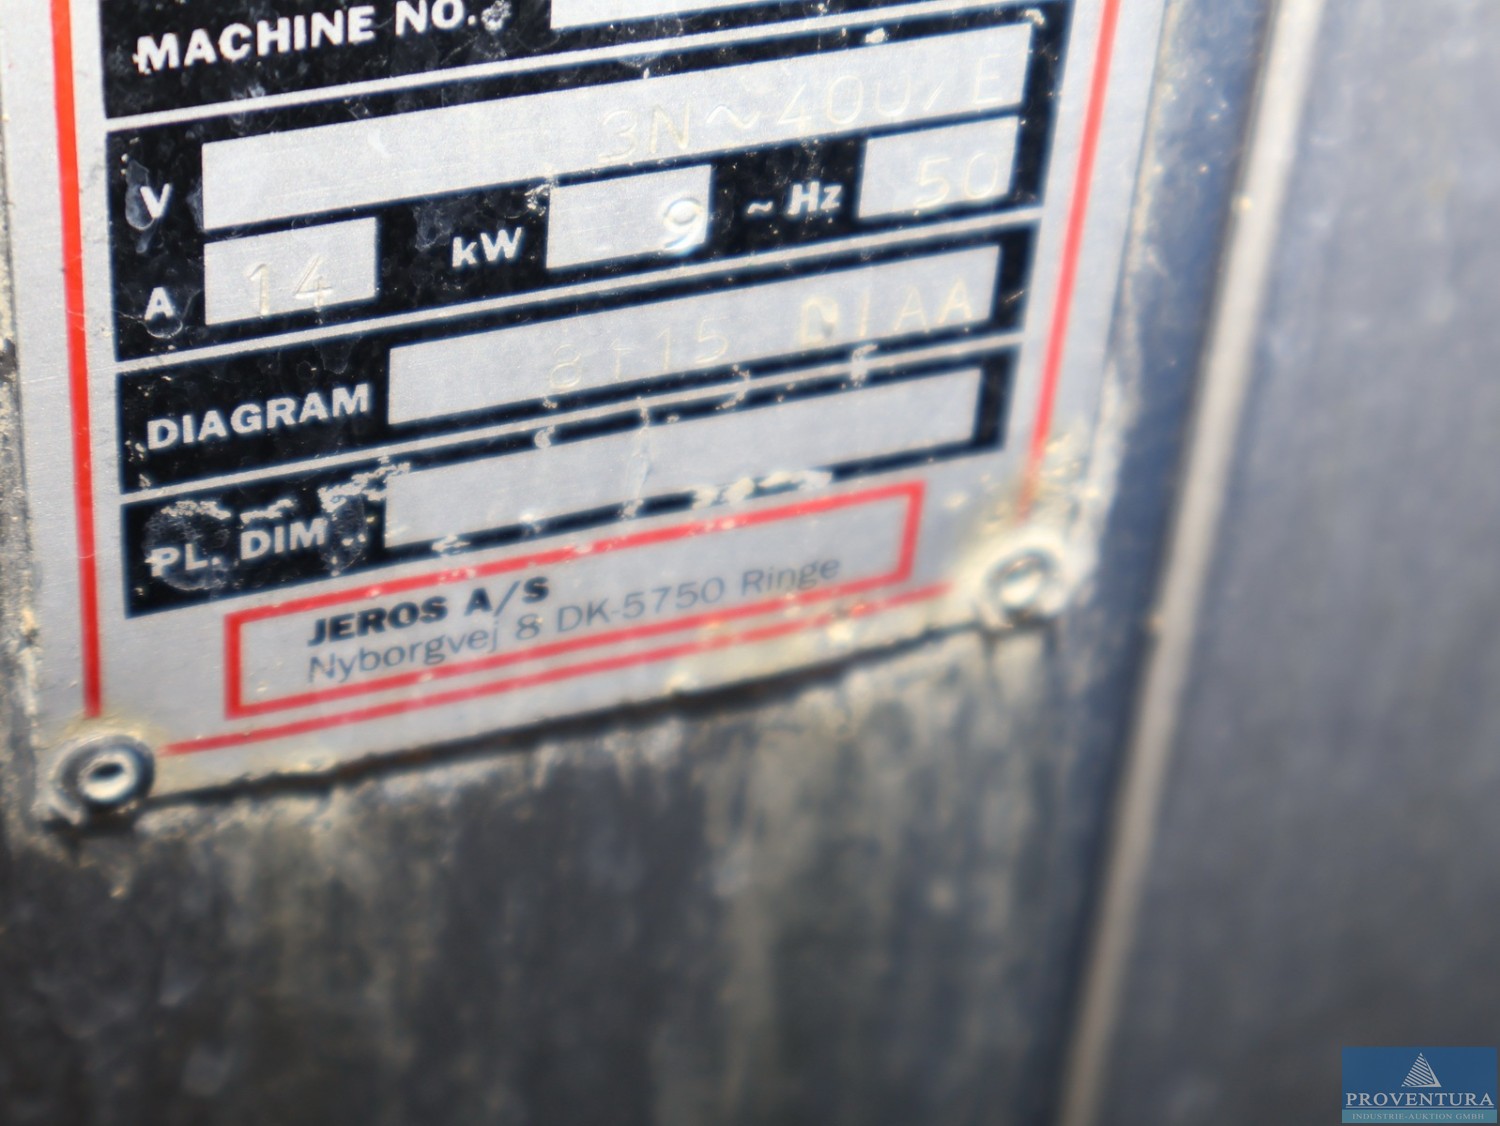 MACHINE NO.
V 3N~400/E
A 14 kW 9 ~Hz 50
DIAGRAM 8115 DIAA
PL. DIM ..
JEROS A/S
Nyborgvej 8 DK-5750 Ringe
PROVENTURA
INDUSTRIE-AUKTION GMBH